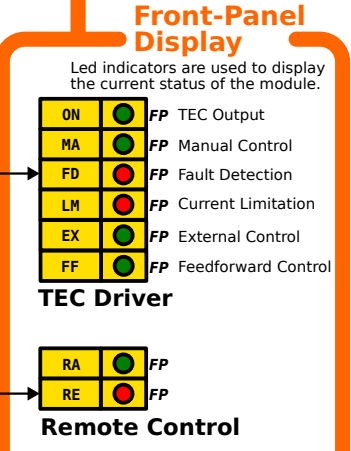 Front-Panel
Display
Led indicators are used to display
the current status of the module.
ON FP TEC Output
MA FP Manual Control
FD FP Fault Detection
LM FP Current Limitation
EX FP External Control
FF FP Feedforward Control
TEC Driver
RA FP
RE FP
Remote Control